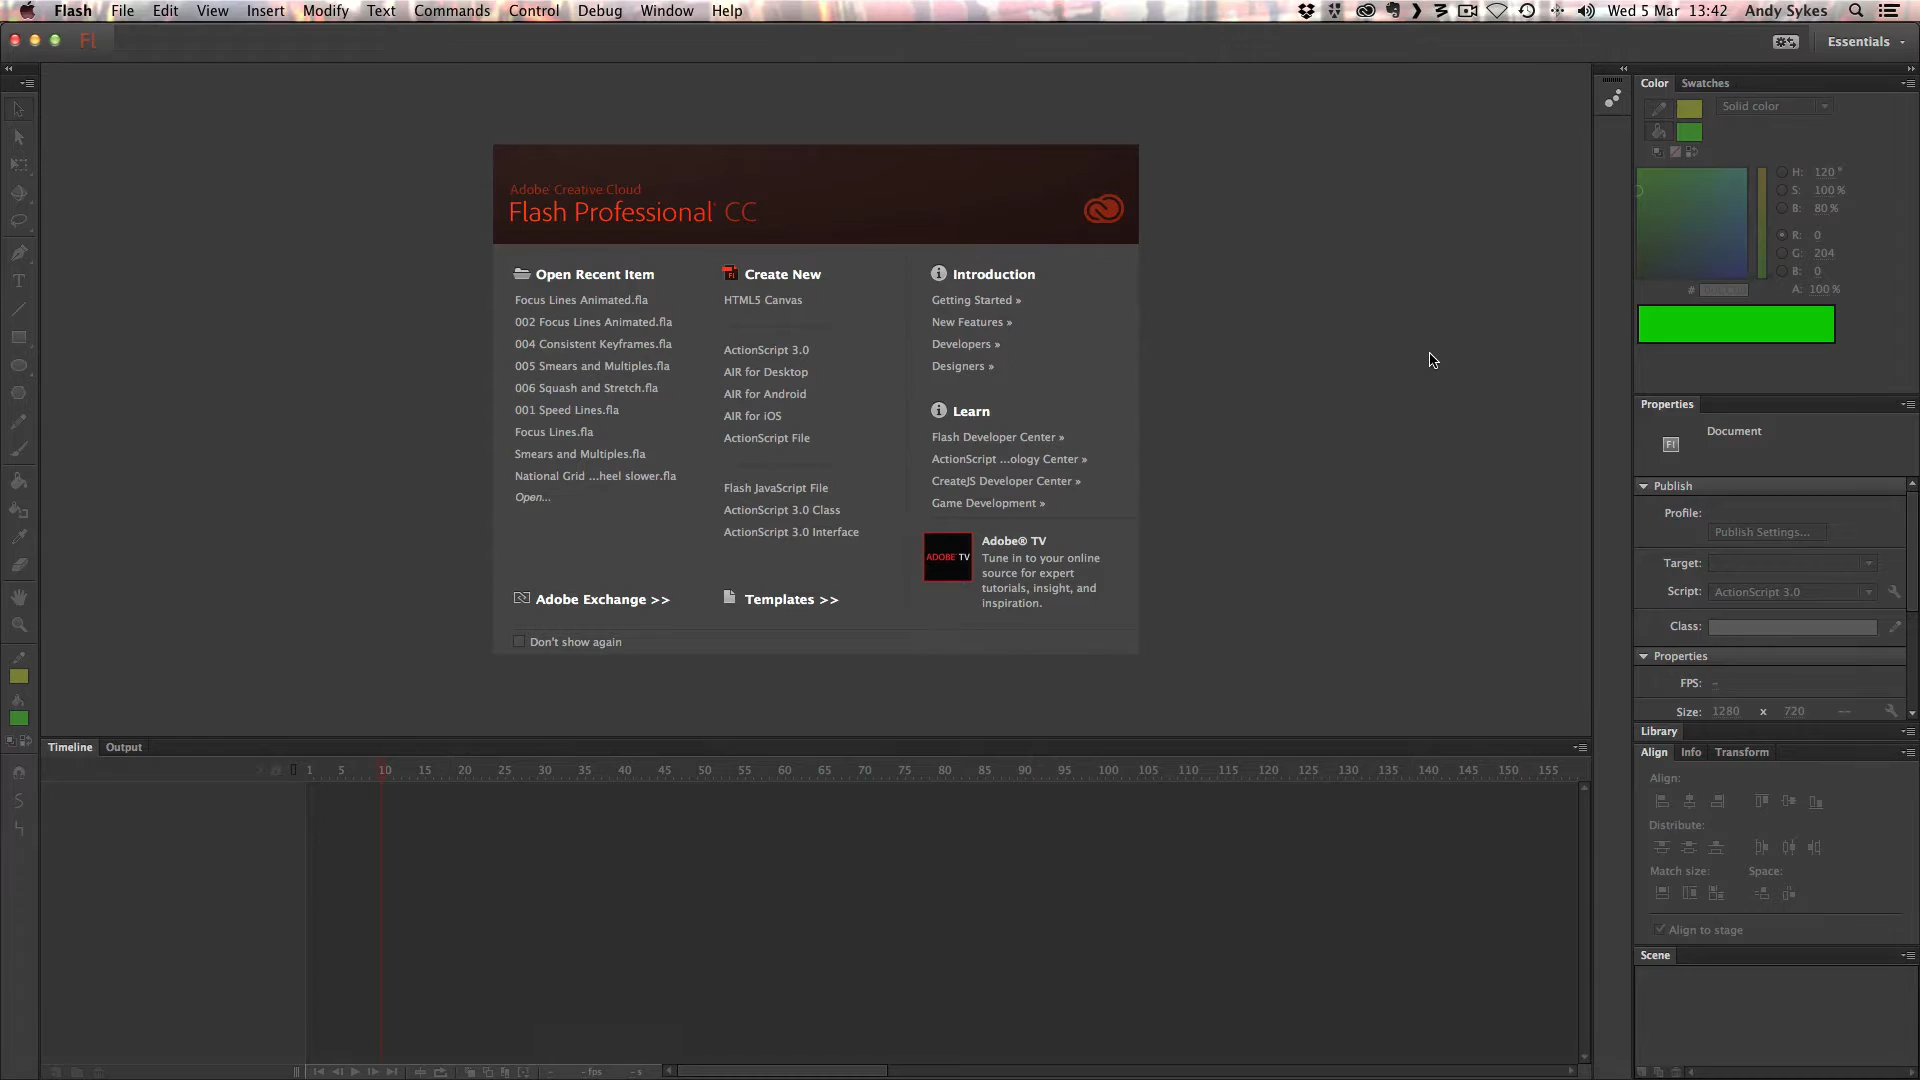 Flash File Edit View Insert Modify Text Commands Control Debug Window Help
Wed 5 Mar 13:42 Andy Sykes
Fl
Essentials
Color Swatches
Solid color
H: 120 °
S: 100 %
B: 80 %
R: 0
G: 204
B: 0
# A: 100 %
Adobe Creative Cloud
Flash Professional CC
Open Recent Item
Focus Lines Animated.fla
002 Focus Lines Animated.fla
004 Consistent Keyframes.fla
005 Smears and Multiples.fla
006 Squash and Stretch.fla
001 Speed Lines.fla
Focus Lines.fla
Smears and Multiples.fla
National Grid ...heel slower.fla
Open...
Adobe Exchange >>
Create New
HTML5 Canvas
ActionScript 3.0
AIR for Desktop
AIR for Android
AIR for iOS
ActionScript File
Flash JavaScript File
ActionScript 3.0 Class
ActionScript 3.0 Interface
Templates >>
Introduction
Getting Started »
New Features »
Developers »
Designers »
Learn
Flash Developer Center »
ActionScript ...ology Center »
CreateJS Developer Center »
Game Development »
ADOBE TV
Adobe® TV
Tune in to your online
source for expert
tutorials, insight, and
inspiration.
Don't show again
Properties
Fl
Document
Publish
Profile:
Publish Settings...
Target:
Script: ActionScript 3.0
Class:
Properties
FPS: –
Size: 1280 x 720
Library
Align Info Transform
Align:
Distribute:
Match size: Space:
Align to stage
Scene
Timeline Output
1 5 10 15 20 25 30 35 40 45 50 55 60 65 70 75 80 85 90 95 100 105 110 115 120 125 130 135 140 145 150 155
– –fps –s